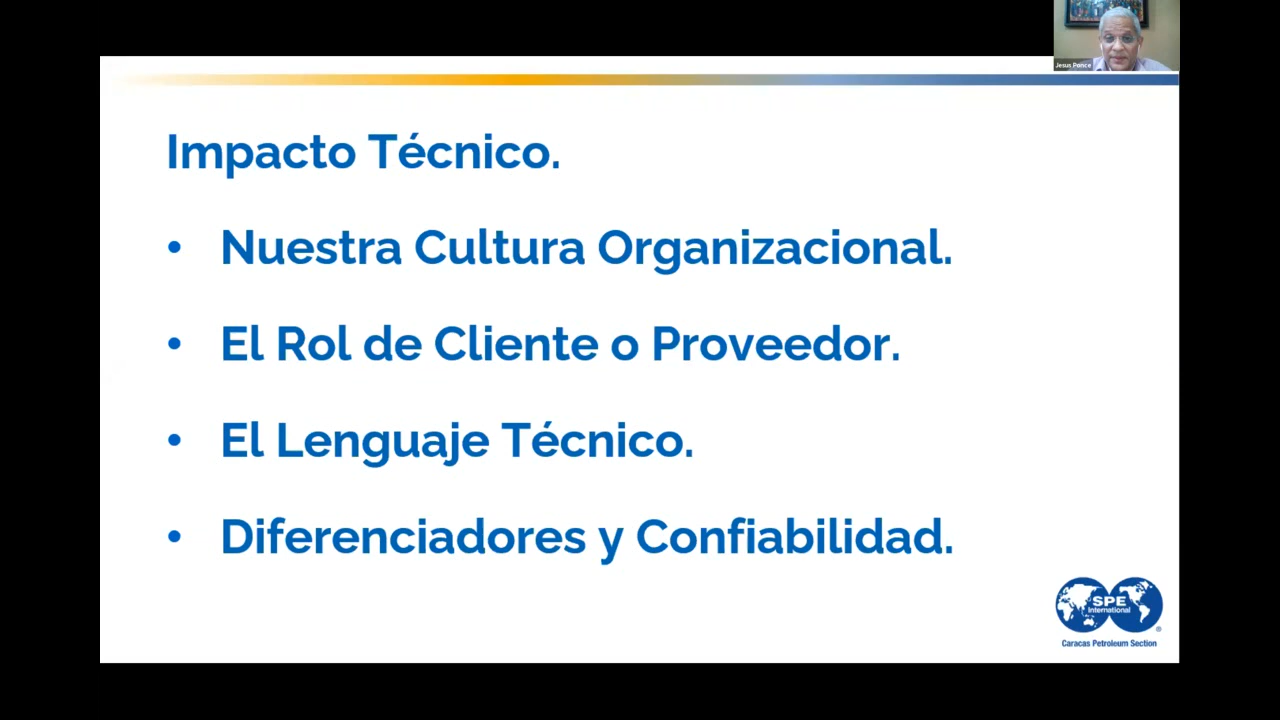 Jesus Ponce
Impacto Técnico.
• Nuestra Cultura Organizacional.
• El Rol de Cliente o Proveedor.
• El Lenguaje Técnico.
• Diferenciadores y Confiabilidad.
SPE
International
®
Caracas Petroleum Section